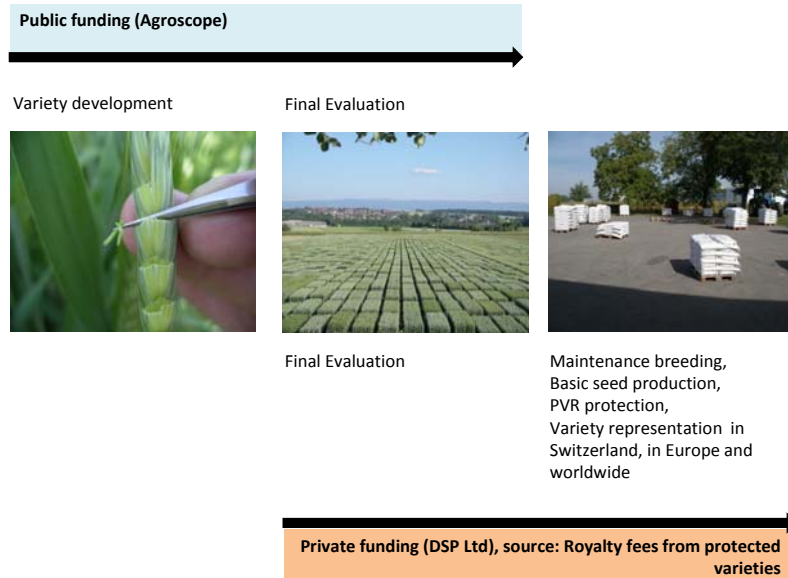 Public funding (Agroscope)
Variety development
Final Evaluation
Final Evaluation
Maintenance breeding,
Basic seed production,
PVR protection,
Variety representation in
Switzerland, in Europe and
worldwide
Private funding (DSP Ltd), source: Royalty fees from protected
varieties